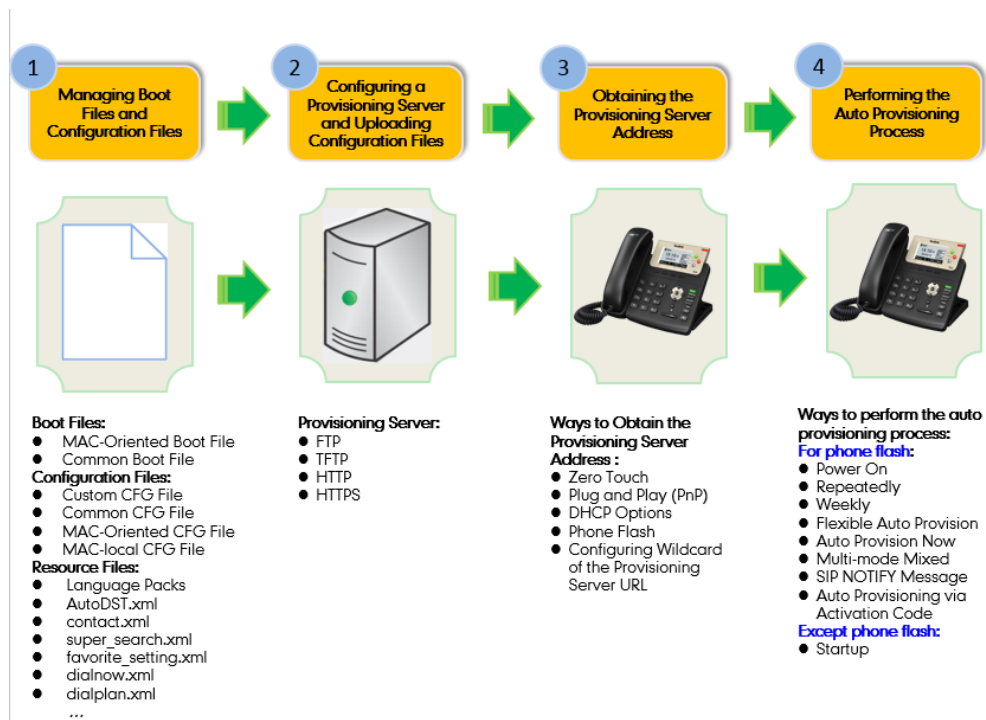 1
Managing Boot
Files and
Configuration Files
2
Configuring a
Provisioning Server
and Uploading
Configuration Files
3
Obtaining the
Provisioning Server
Address
4
Performing the
Auto Provisioning
Process
Boot Files:
● MAC-Oriented Boot File
● Common Boot File
Configuration Files:
● Custom CFG File
● Common CFG File
● MAC-Oriented CFG File
● MAC-local CFG File
Resource Files:
● Language Packs
● AutoDST.xml
● contact.xml
● super_search.xml
● favorite_setting.xml
● dialnow.xml
● dialplan.xml
...
Provisioning Server:
● FTP
● TFTP
● HTTP
● HTTPS
Ways to Obtain the
Provisioning Server
Address :
● Zero Touch
● Plug and Play (PnP)
● DHCP Options
● Phone Flash
● Configuring Wildcard
of the Provisioning
Server URL
Ways to perform the auto
provisioning process:
For phone flash:
● Power On
● Repeatedly
● Weekly
● Flexible Auto Provision
● Auto Provision Now
● Multi-mode Mixed
● SIP NOTIFY Message
● Auto Provisioning via
Activation Code
Except phone flash:
● Startup